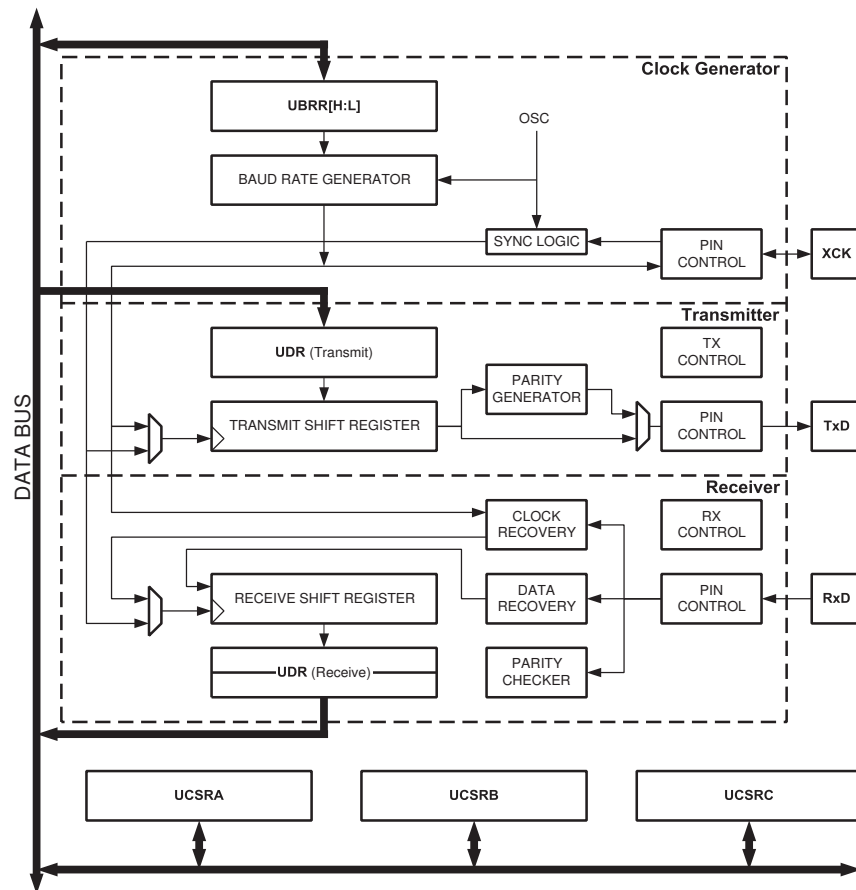 Clock Generator
UBRR[H:L]
OSC
BAUD RATE GENERATOR
SYNC LOGIC
PIN
CONTROL
XCK
Transmitter
UDR (Transmit)
TX
CONTROL
PARITY
GENERATOR
TRANSMIT SHIFT REGISTER
PIN
CONTROL
TxD
DATA BUS
Receiver
CLOCK
RECOVERY
RX
CONTROL
RECEIVE SHIFT REGISTER
DATA
RECOVERY
PIN
CONTROL
RxD
UDR (Receive)
PARITY
CHECKER
UCSRA
UCSRB
UCSRC